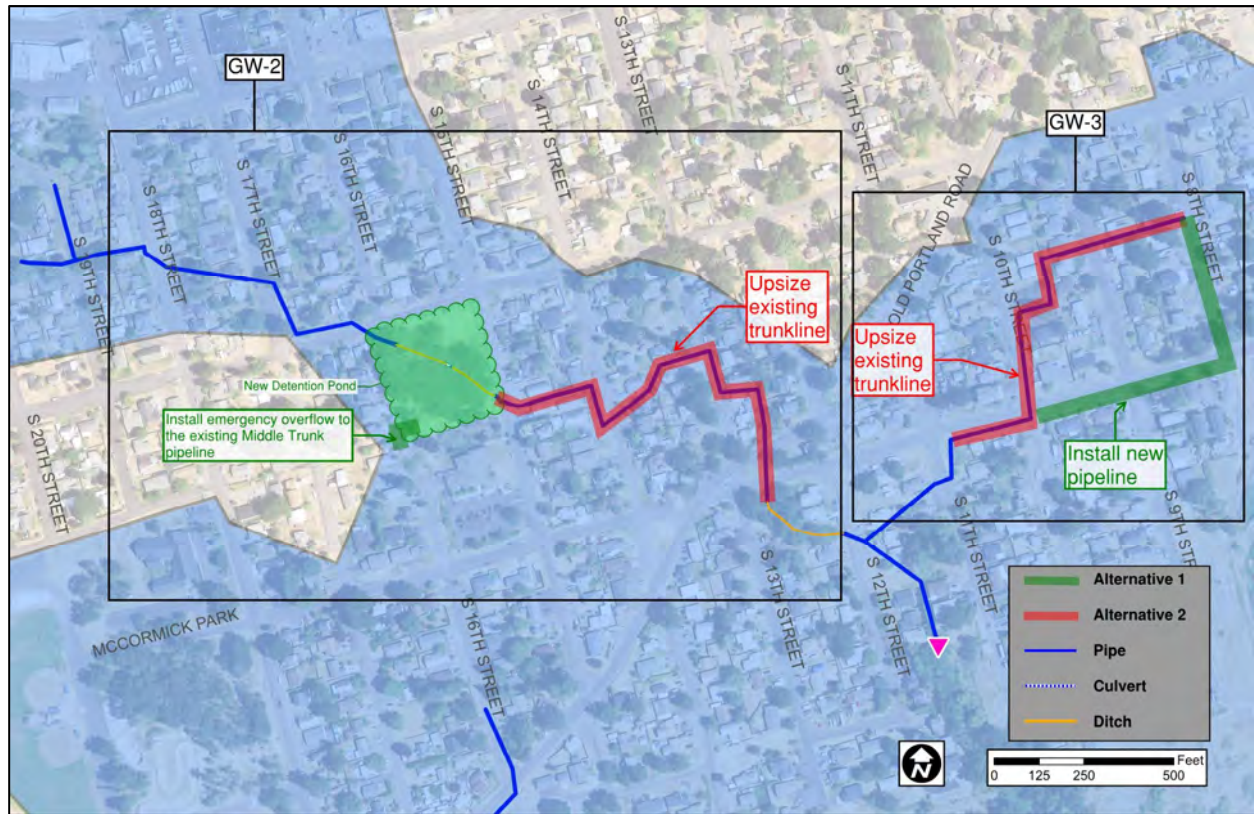 GW-2
S 13TH STREET
S 14TH STREET
S 15TH STREET
S 11TH STREET
GW-3
S 16TH STREET
S 17TH STREET
S 18TH STREET
S 19TH STREET
S 8TH STREET
OLD PORTLAND ROAD
S 10TH STREET
Upsize
existing
trunkline
Upsize
existing
trunkline
New Detention Pond
Install emergency overflow to
the existing Middle Trunk
pipeline
S 20TH STREET
Install new
pipeline
S 11TH STREET
S 9TH STR
S 13TH STREET
S 12TH STREET
S 16TH STREET
MCCORMICK PARK
Alternative 1
Alternative 2
Pipe
Culvert
Ditch
N
Feet
0 125 250 500